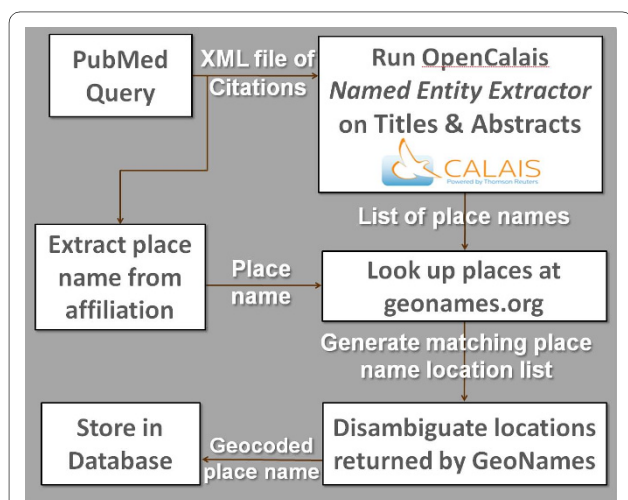 PubMed
Query
XML file of
Citations
Run OpenCalais
Named Entity Extractor
on Titles & Abstracts
CALAIS
Powered by Thomson Reuters
List of place names
Extract place
name from
affiliation
Place
name
Look up places at
geonames.org
Generate matching place
name location list
Store in
Database
Geocoded
place name
Disambiguate locations
returned by GeoNames